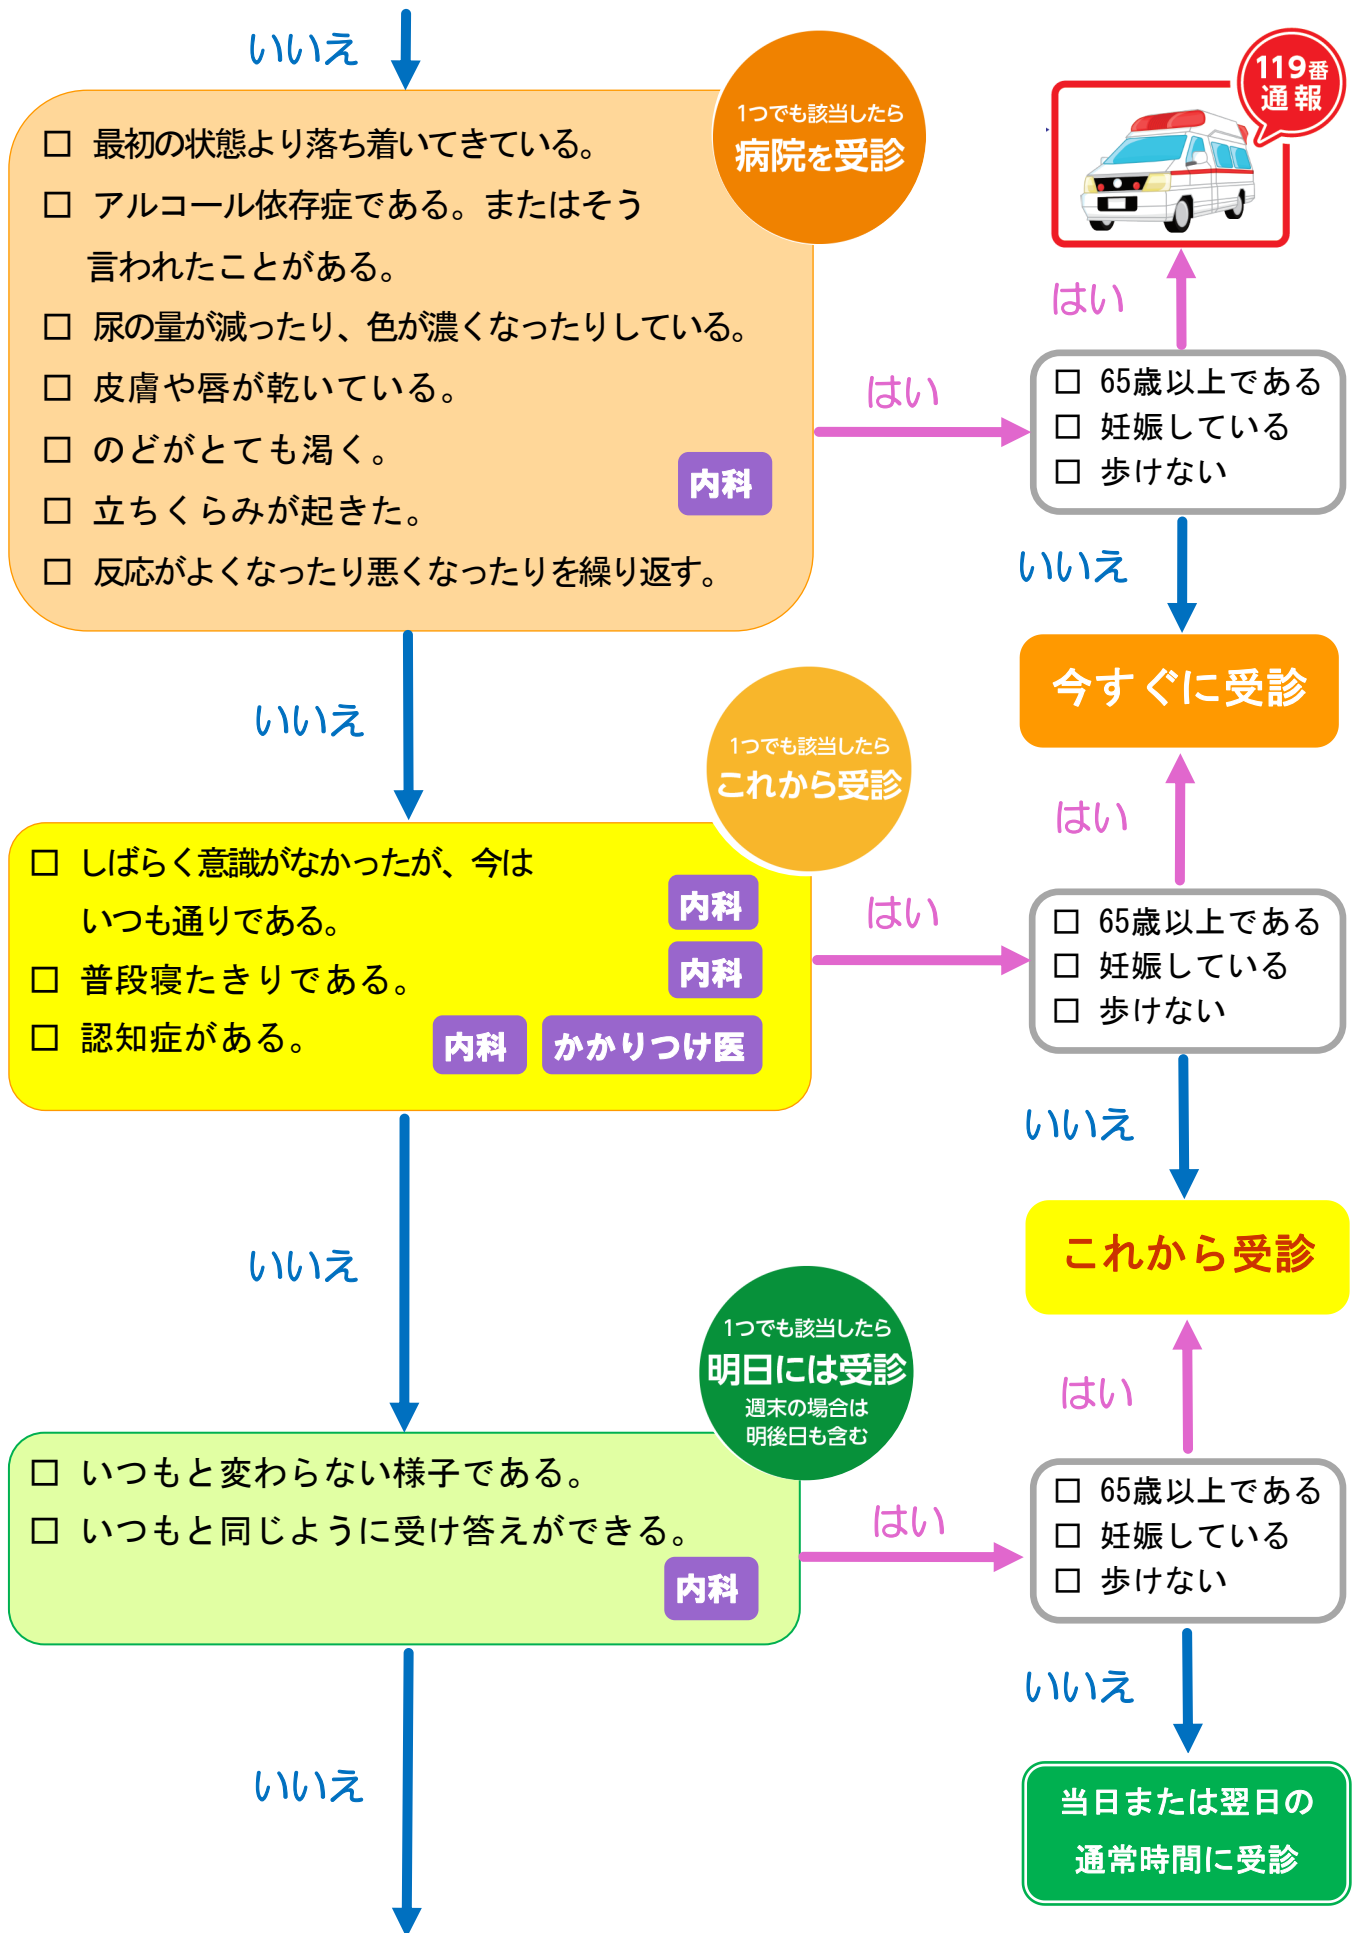 いいえ
1つでも該当したら
病院を受診
119番
通報
□ 最初の状態より落ち着いてきている。
□ アルコール依存症である。またはそう
言われたことがある。
□ 尿の量が減ったり、色が濃くなったりしている。
□ 皮膚や唇が乾いている。
□ のどがとても渇く。
□ 立ちくらみが起きた。
□ 反応がよくなったり悪くなったりを繰り返す。
内科
はい
はい
□ 65歳以上である
□ 妊娠している
□ 歩けない
いいえ
今すぐに受診
いいえ
1つでも該当したら
これから受診
□ しばらく意識がなかったが、今は
いつも通りである。
内科
□ 普段寝たきりである。
内科
□ 認知症がある。
内科
かかりつけ医
はい
はい
□ 65歳以上である
□ 妊娠している
□ 歩けない
いいえ
これから受診
いいえ
1つでも該当したら
明日には受診
週末の場合は
明後日も含む
□ いつもと変わらない様子である。
□ いつもと同じように受け答えができる。
内科
はい
はい
□ 65歳以上である
□ 妊娠している
□ 歩けない
いいえ
当日または翌日の
通常時間に受診
いいえ